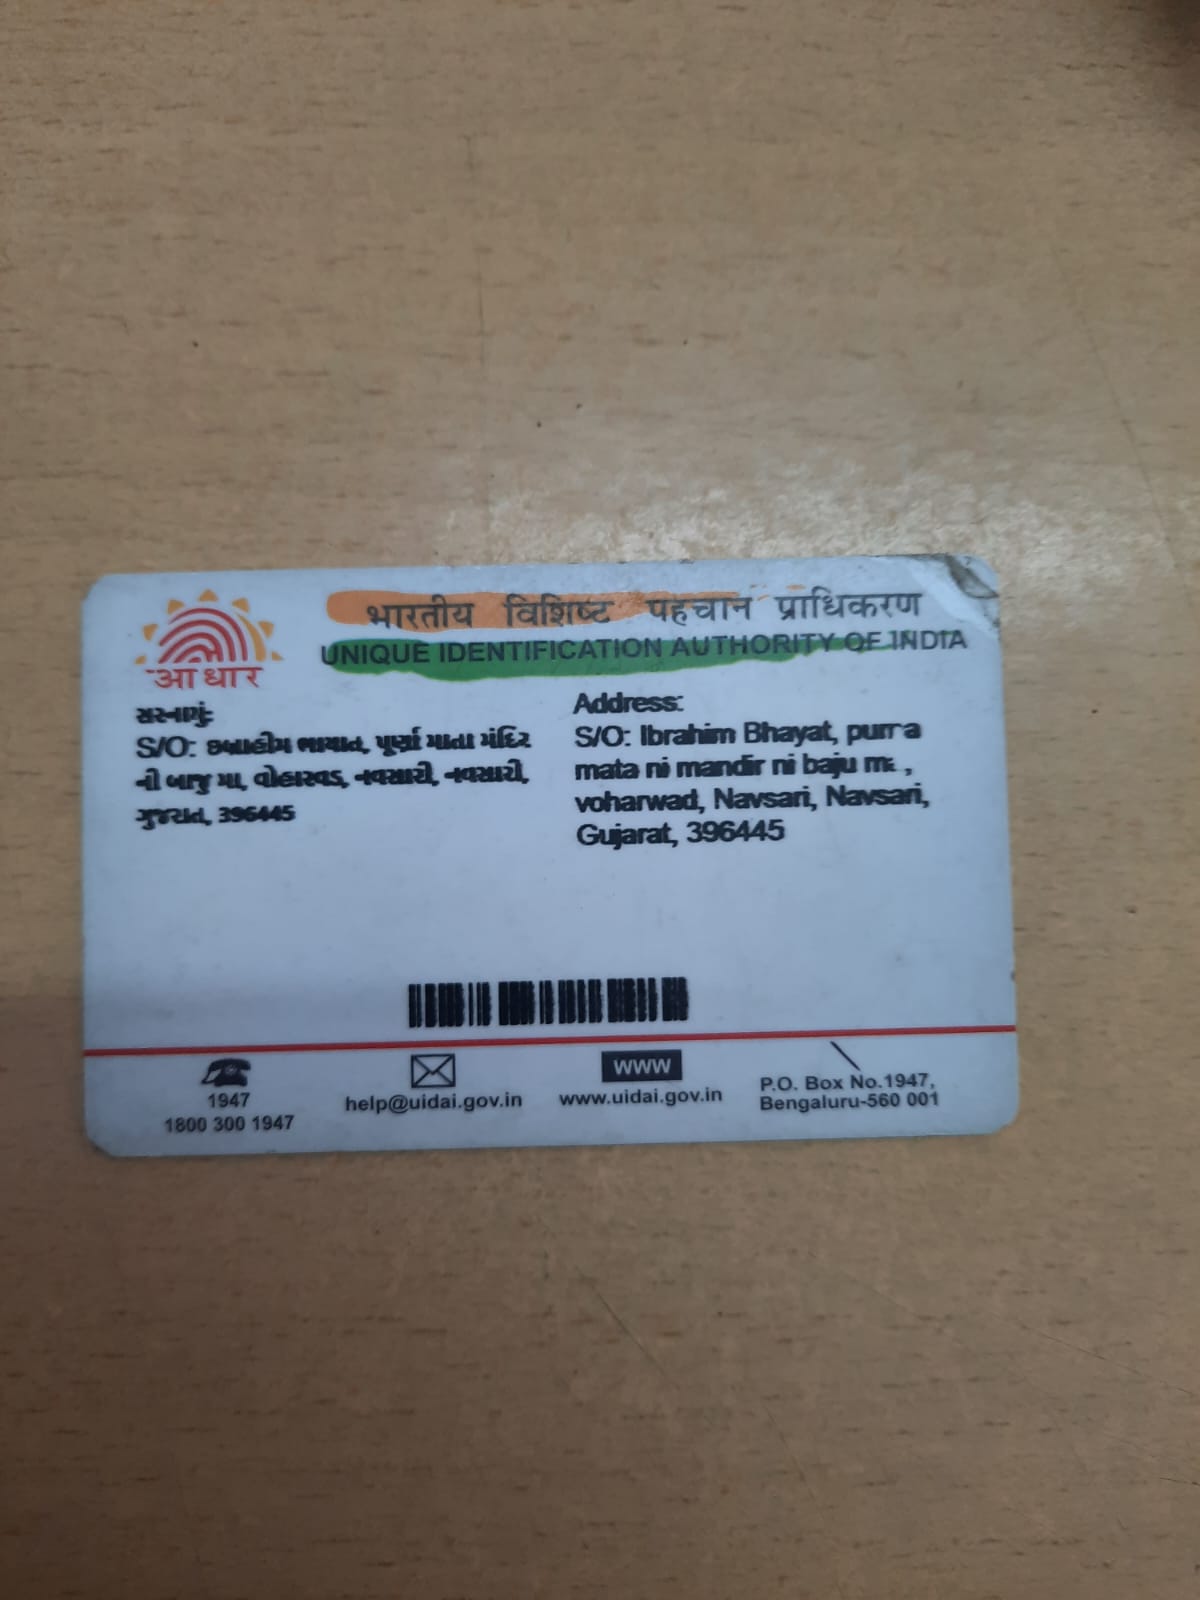 भारतीय विशिष्ट पहचान प्राधिकरण
UNIQUE IDENTIFICATION AUTHORITY OF INDIA
आधार
સરનામું:
S/O: ઇબ્રાહીમ ભાયાત, પૂર્ણા માતા મંદિર
ની બાજુ મા, વોહારવડ, નવસારી, નવસારી,
ગુજરાત, 396445
Address:
S/O: Ibrahim Bhayat, purna
mata ni mandir ni baju ma,
voharwad, Navsari, Navsari,
Gujarat, 396445
1947
1800 300 1947
help@uidai.gov.in
WWW
www.uidai.gov.in
P.O. Box No.1947,
Bengaluru-560 001